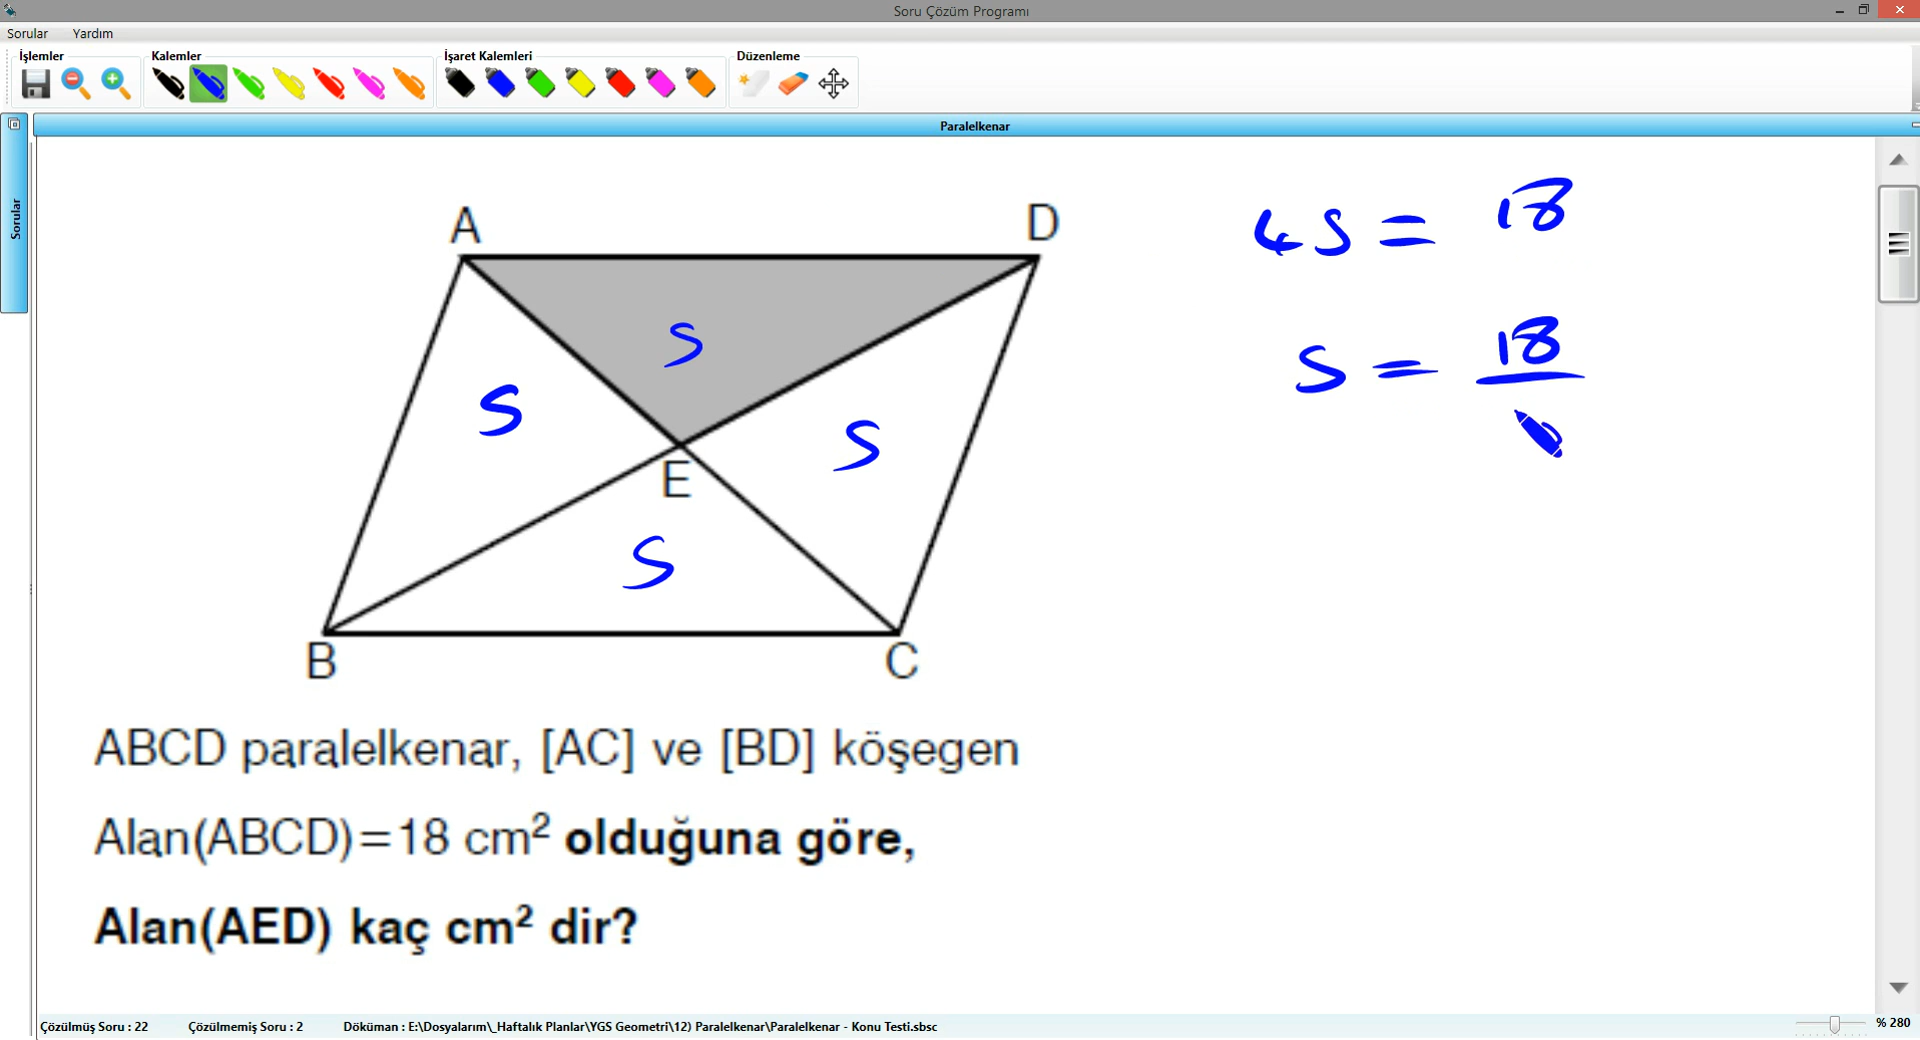 Soru Çözüm Programı
Sorular Yardım
İşlemler Kalemler İşaret Kalemleri Düzenleme
Paralelkenar
Sorular
A D
E
B C
S
S
S
S
4S = 18
S = 18
ABCD paralelkenar, [AC] ve [BD] köşegen
Alan(ABCD)=18 cm² olduğuna göre,
Alan(AED) kaç cm² dir?
Çözülmüş Soru : 22 Çözülmemiş Soru : 2 Döküman : E:\Dosyalarım\_Haftalık Planlar\YGS Geometri\12) Paralelkenar\Paralelkenar - Konu Testi.sbsc % 280